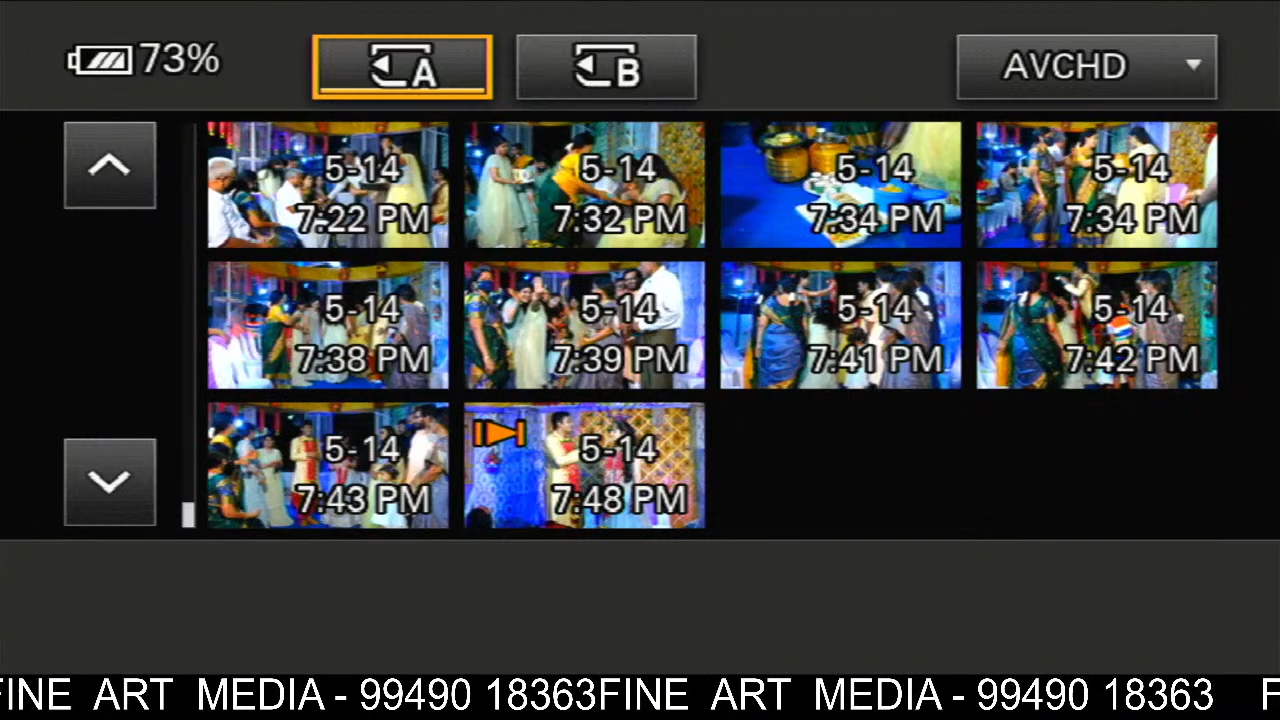 73%
A
B
AVCHD
5-14
7:22 PM
5-14
7:32 PM
5-14
7:34 PM
5-14
7:34 PM
5-14
7:38 PM
5-14
7:39 PM
5-14
7:41 PM
5-14
7:42 PM
5-14
7:43 PM
5-14
7:48 PM
FINE ART MEDIA - 99490 18363FINE ART MEDIA - 99490 18363 F